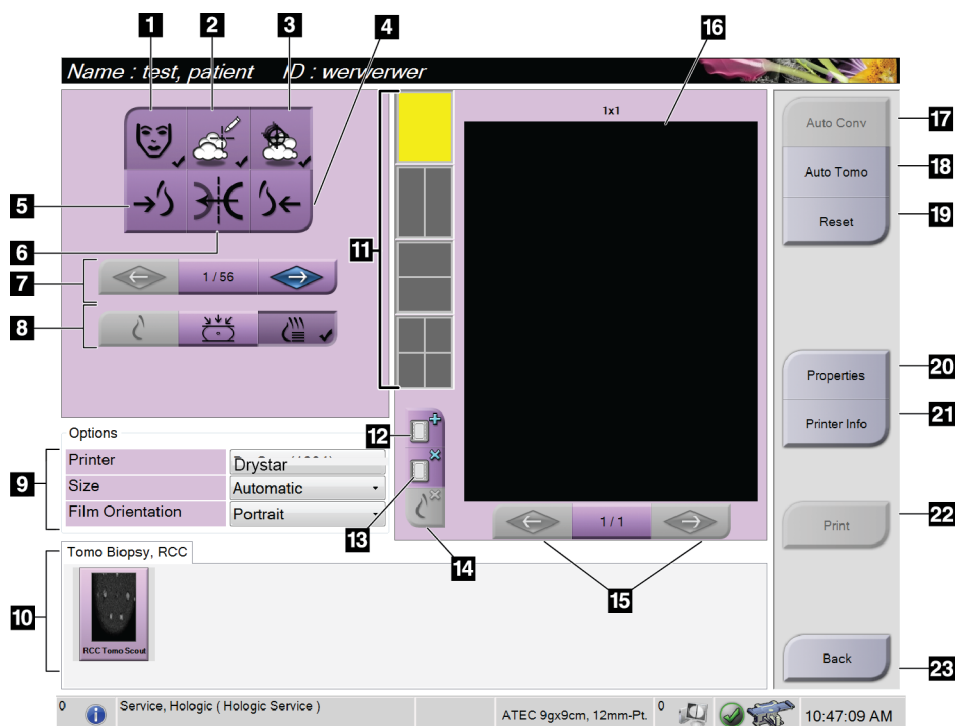 1
2
3
4
16
Name : test, patient ID : werwerwer
1x1
17
Auto Conv
18
Auto Tomo
5
19
Reset
6
11
7
1 / 56
8
20
Properties
21
Printer Info
12
Options
Printer
Drystar
9
Size
Automatic
Film Orientation
Portrait
13
1 / 1
22
Print
14
15
Tomo Biopsy, RCC
10
RCC Tomo Scout
Back
23
0
Service, Hologic ( Hologic Service )
ATEC 9gx9cm, 12mm-Pt.
0
10:47:09 AM